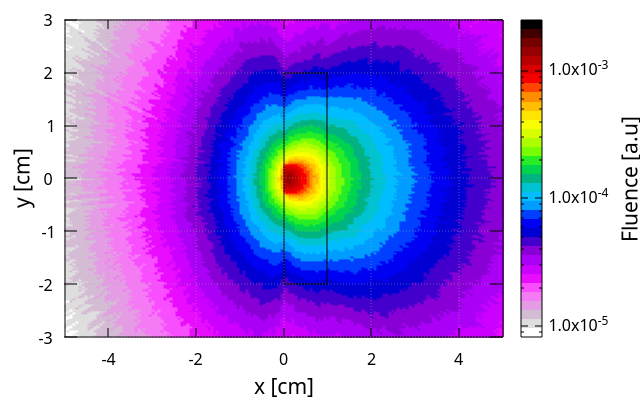 3
2
1
0
-1
-2
-3
y [cm]
-4
-2
0
2
4
x [cm]
1.0x10⁻³
1.0x10⁻⁴
1.0x10⁻⁵
Fluence [a.u]